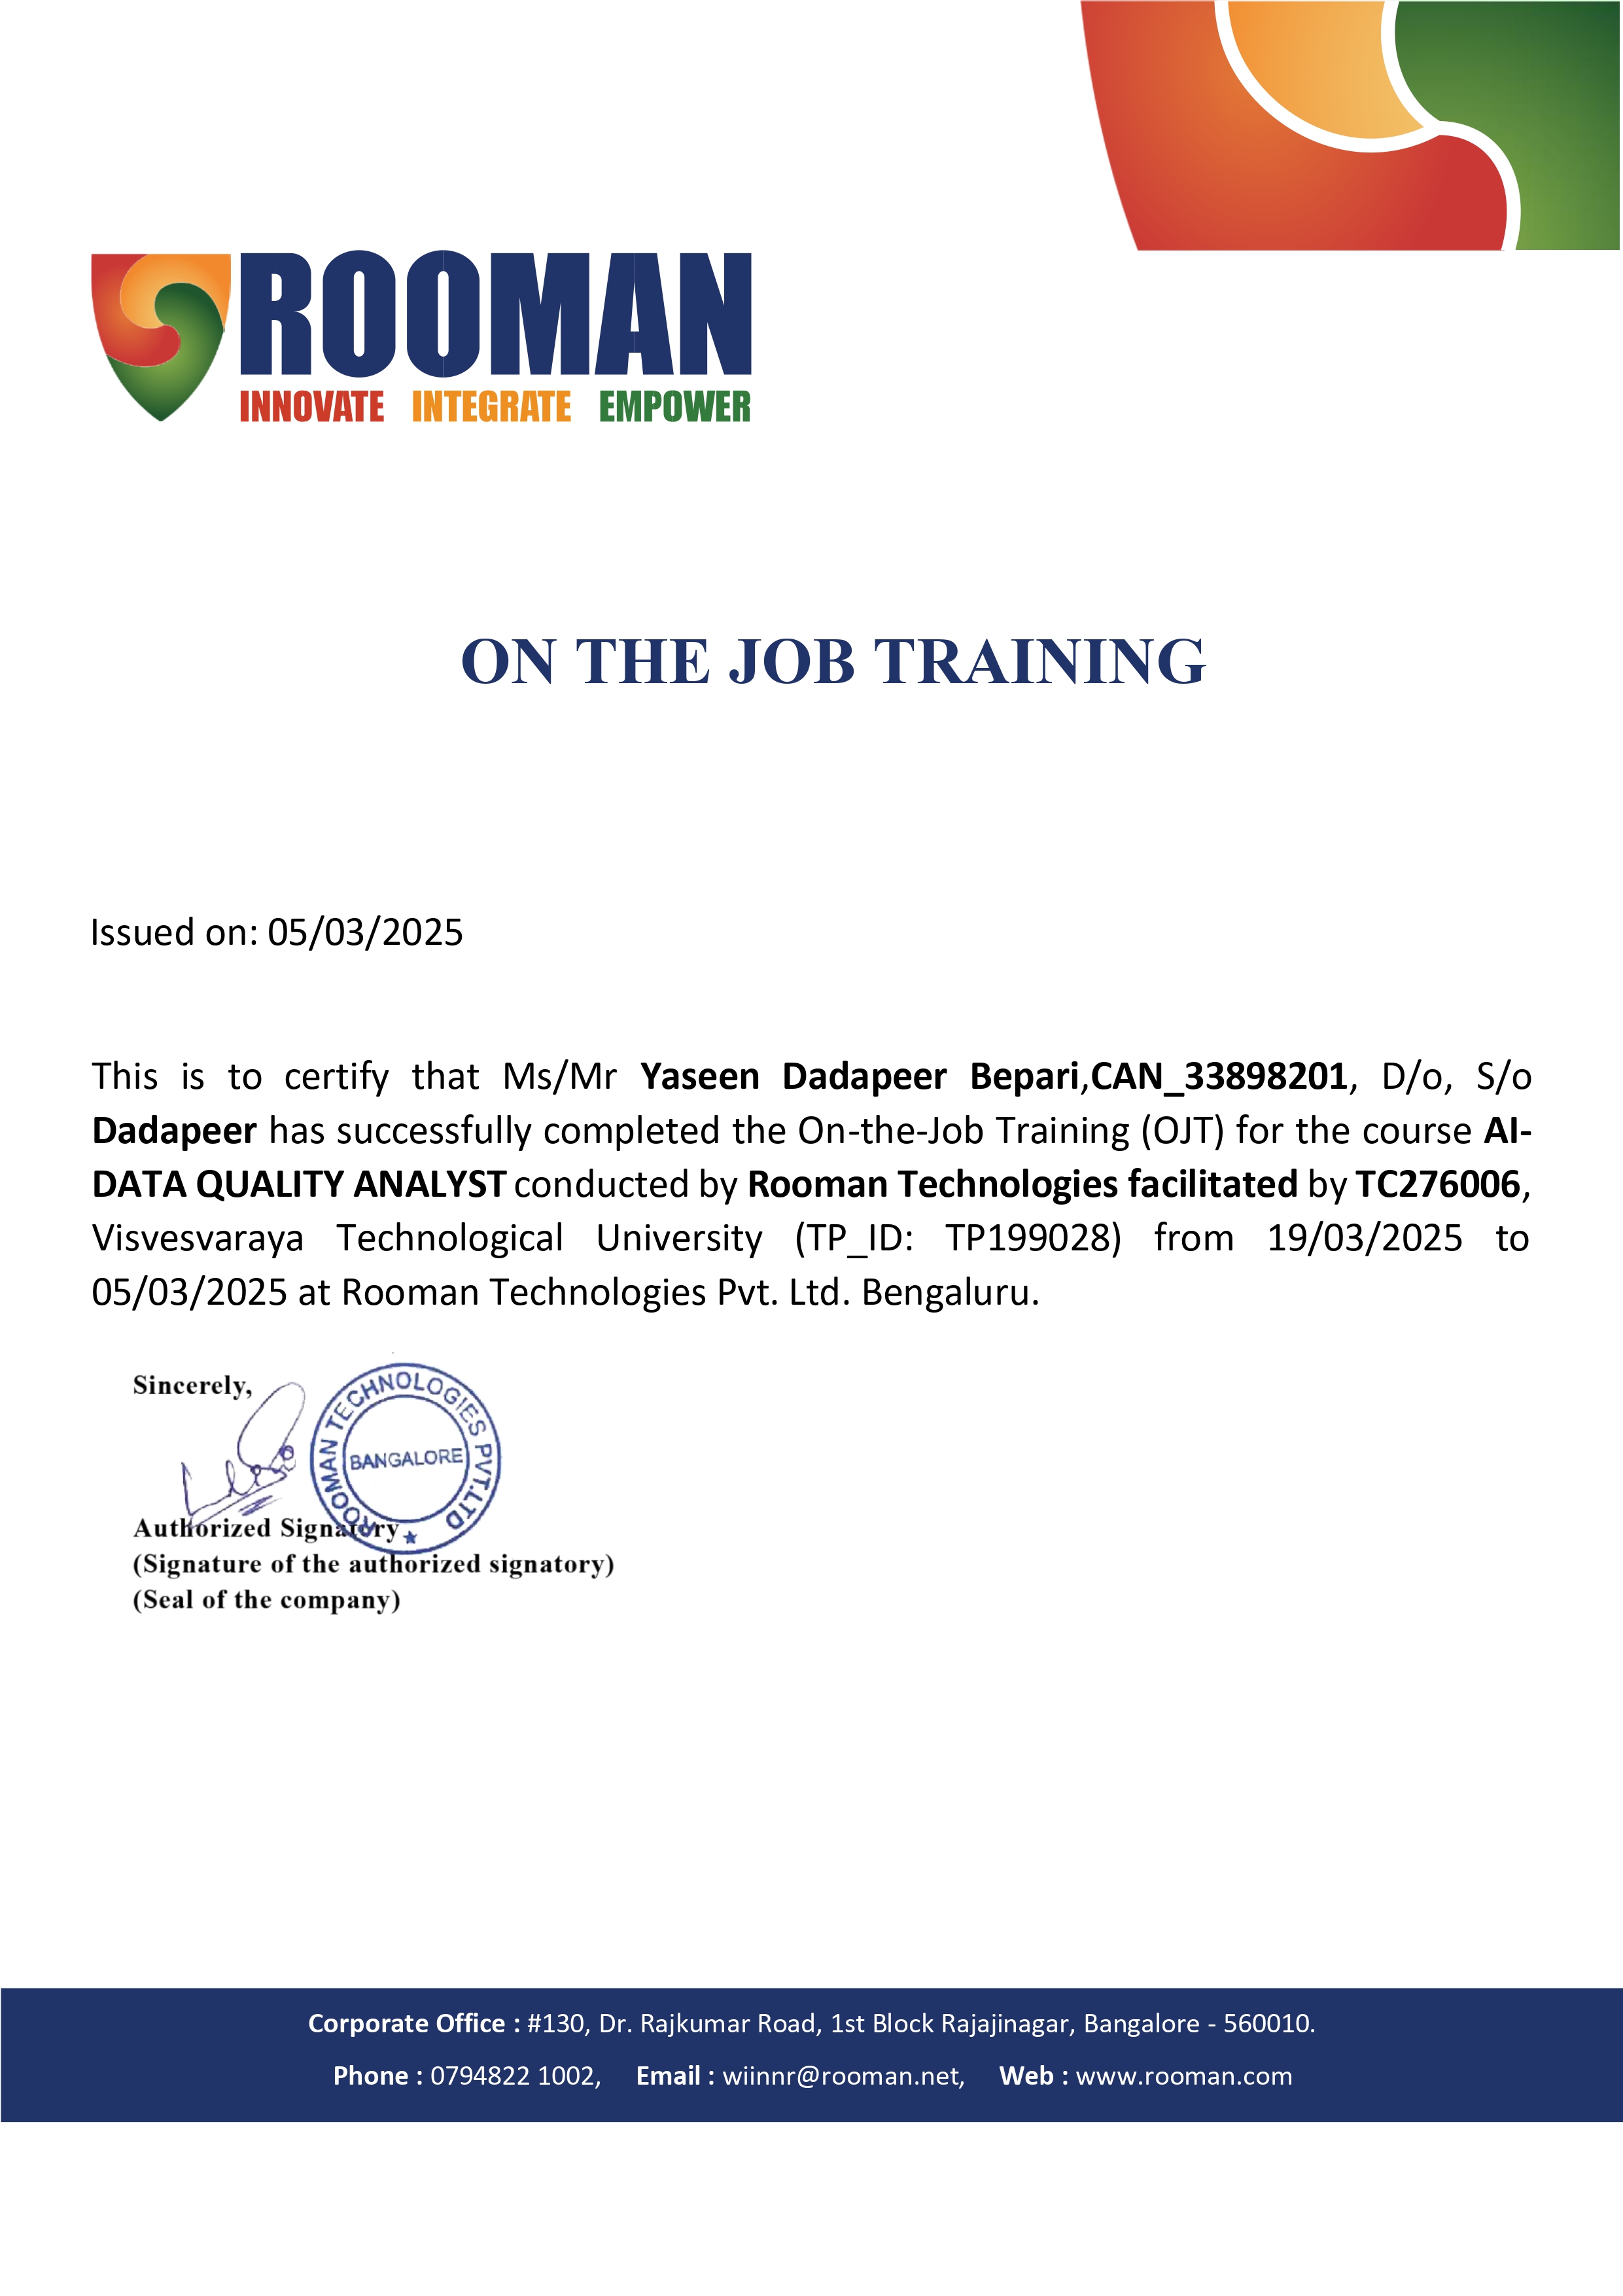 ROOMAN
INNOVATE INTEGRATE EMPOWER
ON THE JOB TRAINING
Issued on: 05/03/2025
This is to certify that Ms/Mr Yaseen Dadapeer Bepari,CAN_33898201, D/o, S/o
Dadapeer has successfully completed the On-the-Job Training (OJT) for the course AI-
DATA QUALITY ANALYST conducted by Rooman Technologies facilitated by TC276006,
Visvesvaraya Technological University (TP_ID: TP199028) from 19/03/2025 to
05/03/2025 at Rooman Technologies Pvt. Ltd. Bengaluru.
Sincerely,
ROOMAN TECHNOLOGIES PVT.LTD
BANGALORE
Authorized Signatory
(Signature of the authorized signatory)
(Seal of the company)
Corporate Office : #130, Dr. Rajkumar Road, 1st Block Rajajinagar, Bangalore - 560010.
Phone : 0794822 1002, Email : wiinnr@rooman.net, Web : www.rooman.com